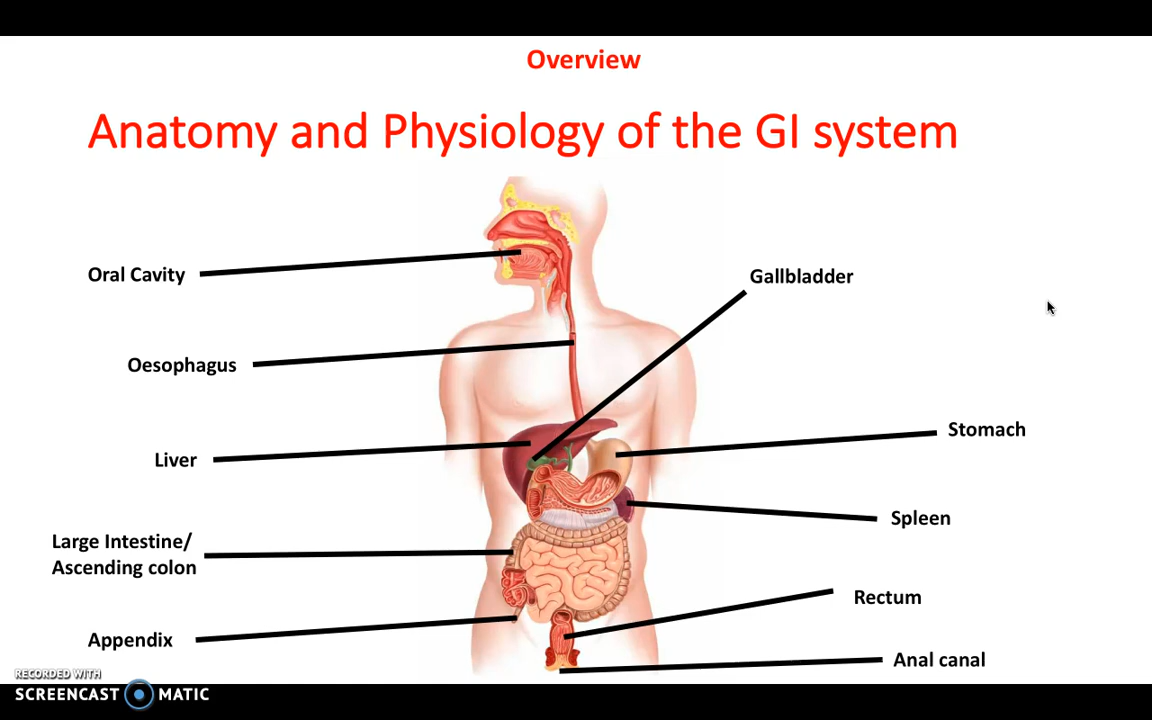 Overview
Anatomy and Physiology of the GI system
Oral Cavity
Gallbladder
Oesophagus
Stomach
Liver
Spleen
Large Intestine/
Ascending colon
Rectum
Appendix
Anal canal
RECORDED WITH
SCREENCAST MATIC